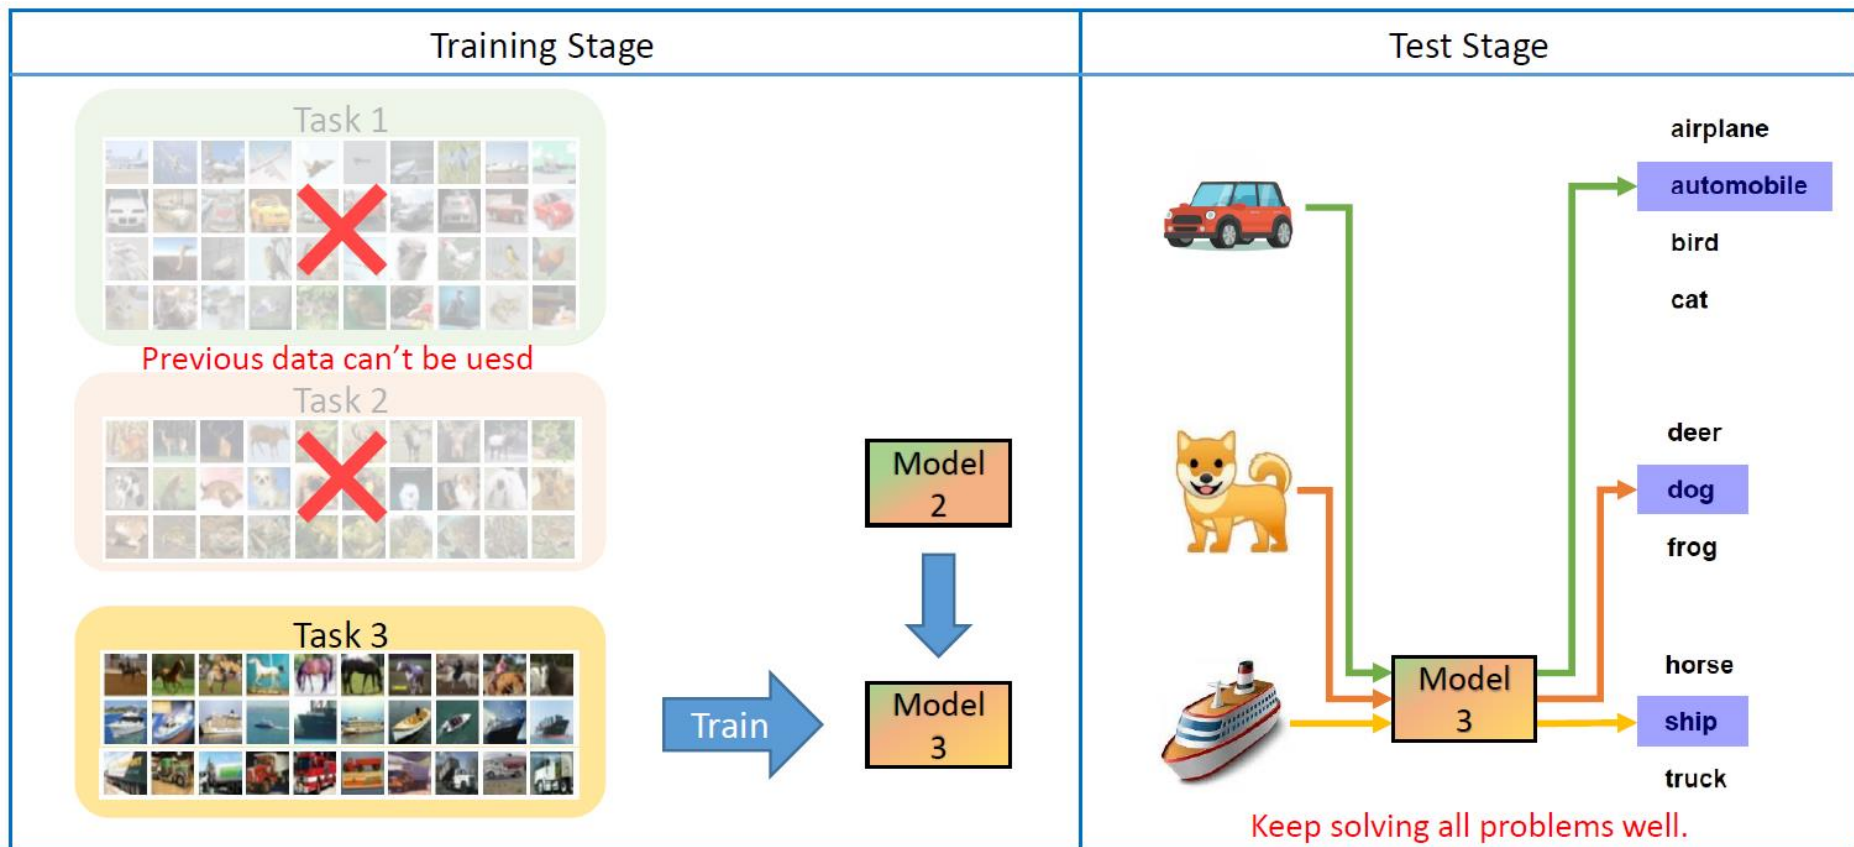 Training Stage
Test Stage
Task 1
Previous data can't be uesd
Task 2
Task 3
Train
Model
2
Model
3
airplane
automobile
bird
cat
deer
dog
frog
Model
3
horse
ship
truck
Keep solving all problems well.